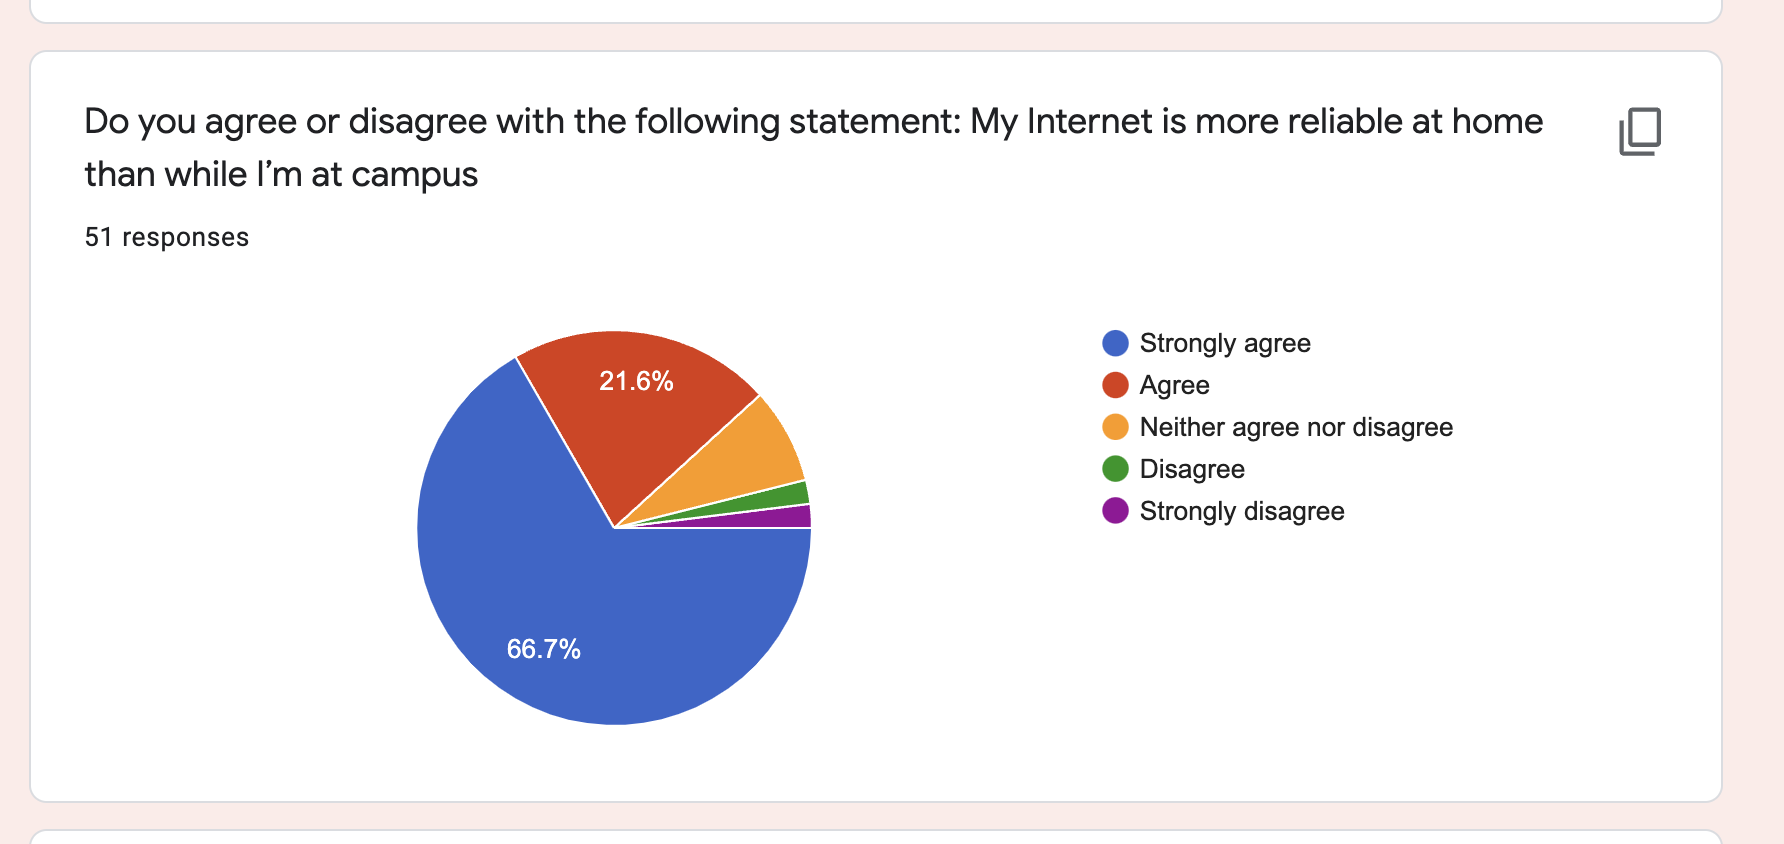 Do you agree or disagree with the following statement: My Internet is more reliable at home
than while I’m at campus
51 responses
21.6%
66.7%
Strongly agree
Agree
Neither agree nor disagree
Disagree
Strongly disagree